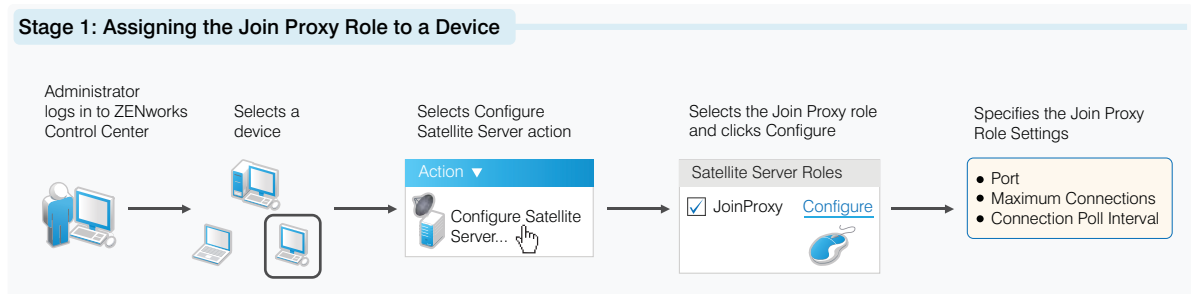 Stage 1: Assigning the Join Proxy Role to a Device
Administrator
logs in to ZENworks
Control Center
Selects a
device
Selects Configure
Satellite Server action
Action ▼
Configure Satellite
Server...
Selects the Join Proxy role
and clicks Configure
Satellite Server Roles
JoinProxy Configure
Specifies the Join Proxy
Role Settings
● Port
● Maximum Connections
● Connection Poll Interval